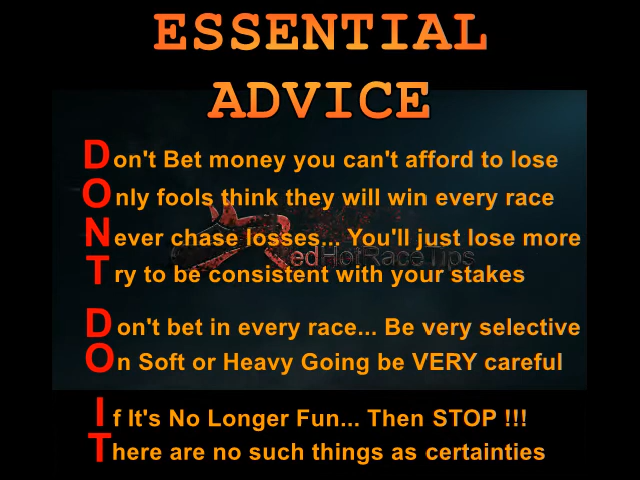 ESSENTIAL
ADVICE
Don't Bet money you can't afford to lose
Only fools think they will win every race
Never chase losses... You'll just lose more
edHotRaceTips
Try to be consistent with your stakes
Don't bet in every race... Be very selective
On Soft or Heavy Going be VERY careful
If It's No Longer Fun... Then STOP !!!
There are no such things as certainties